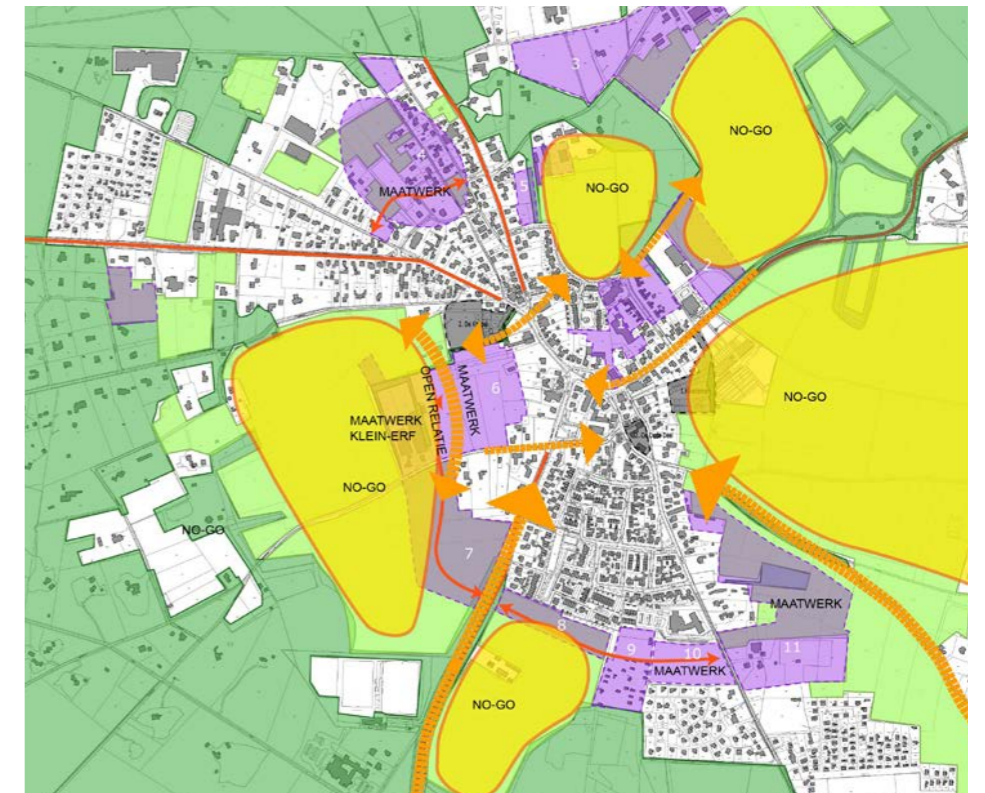 3
NO-GO
4
NO-GO
MAATWERK
5
2
1
6
MAATWERK
OPEN RELATIE
MAATWERK
KLEIN-ERF
NO-GO
NO-GO
NO-GO
7
MAATWERK
8
9
10
11
MAATWERK
NO-GO